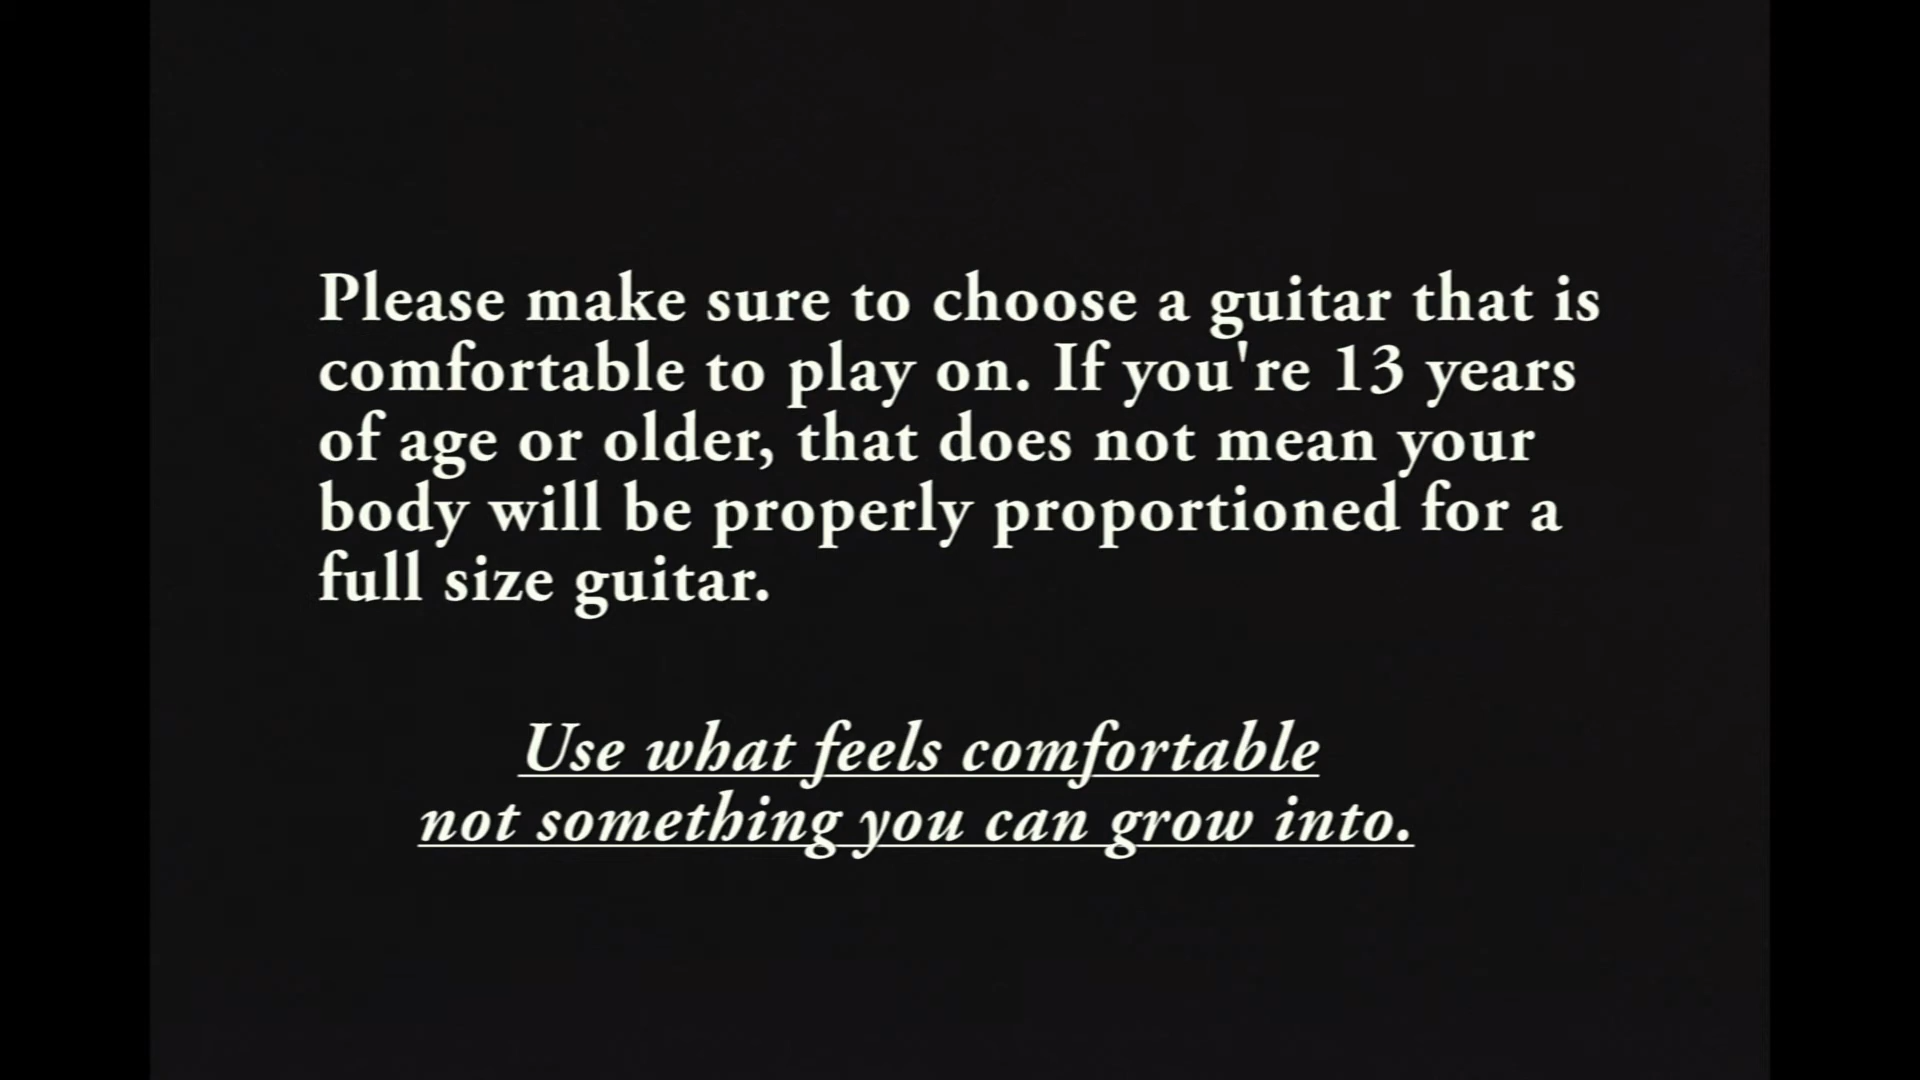 Please make sure to choose a guitar that is
comfortable to play on. If you're 13 years
of age or older, that does not mean your
body will be properly proportioned for a
full size guitar.
Use what feels comfortable
not something you can grow into.